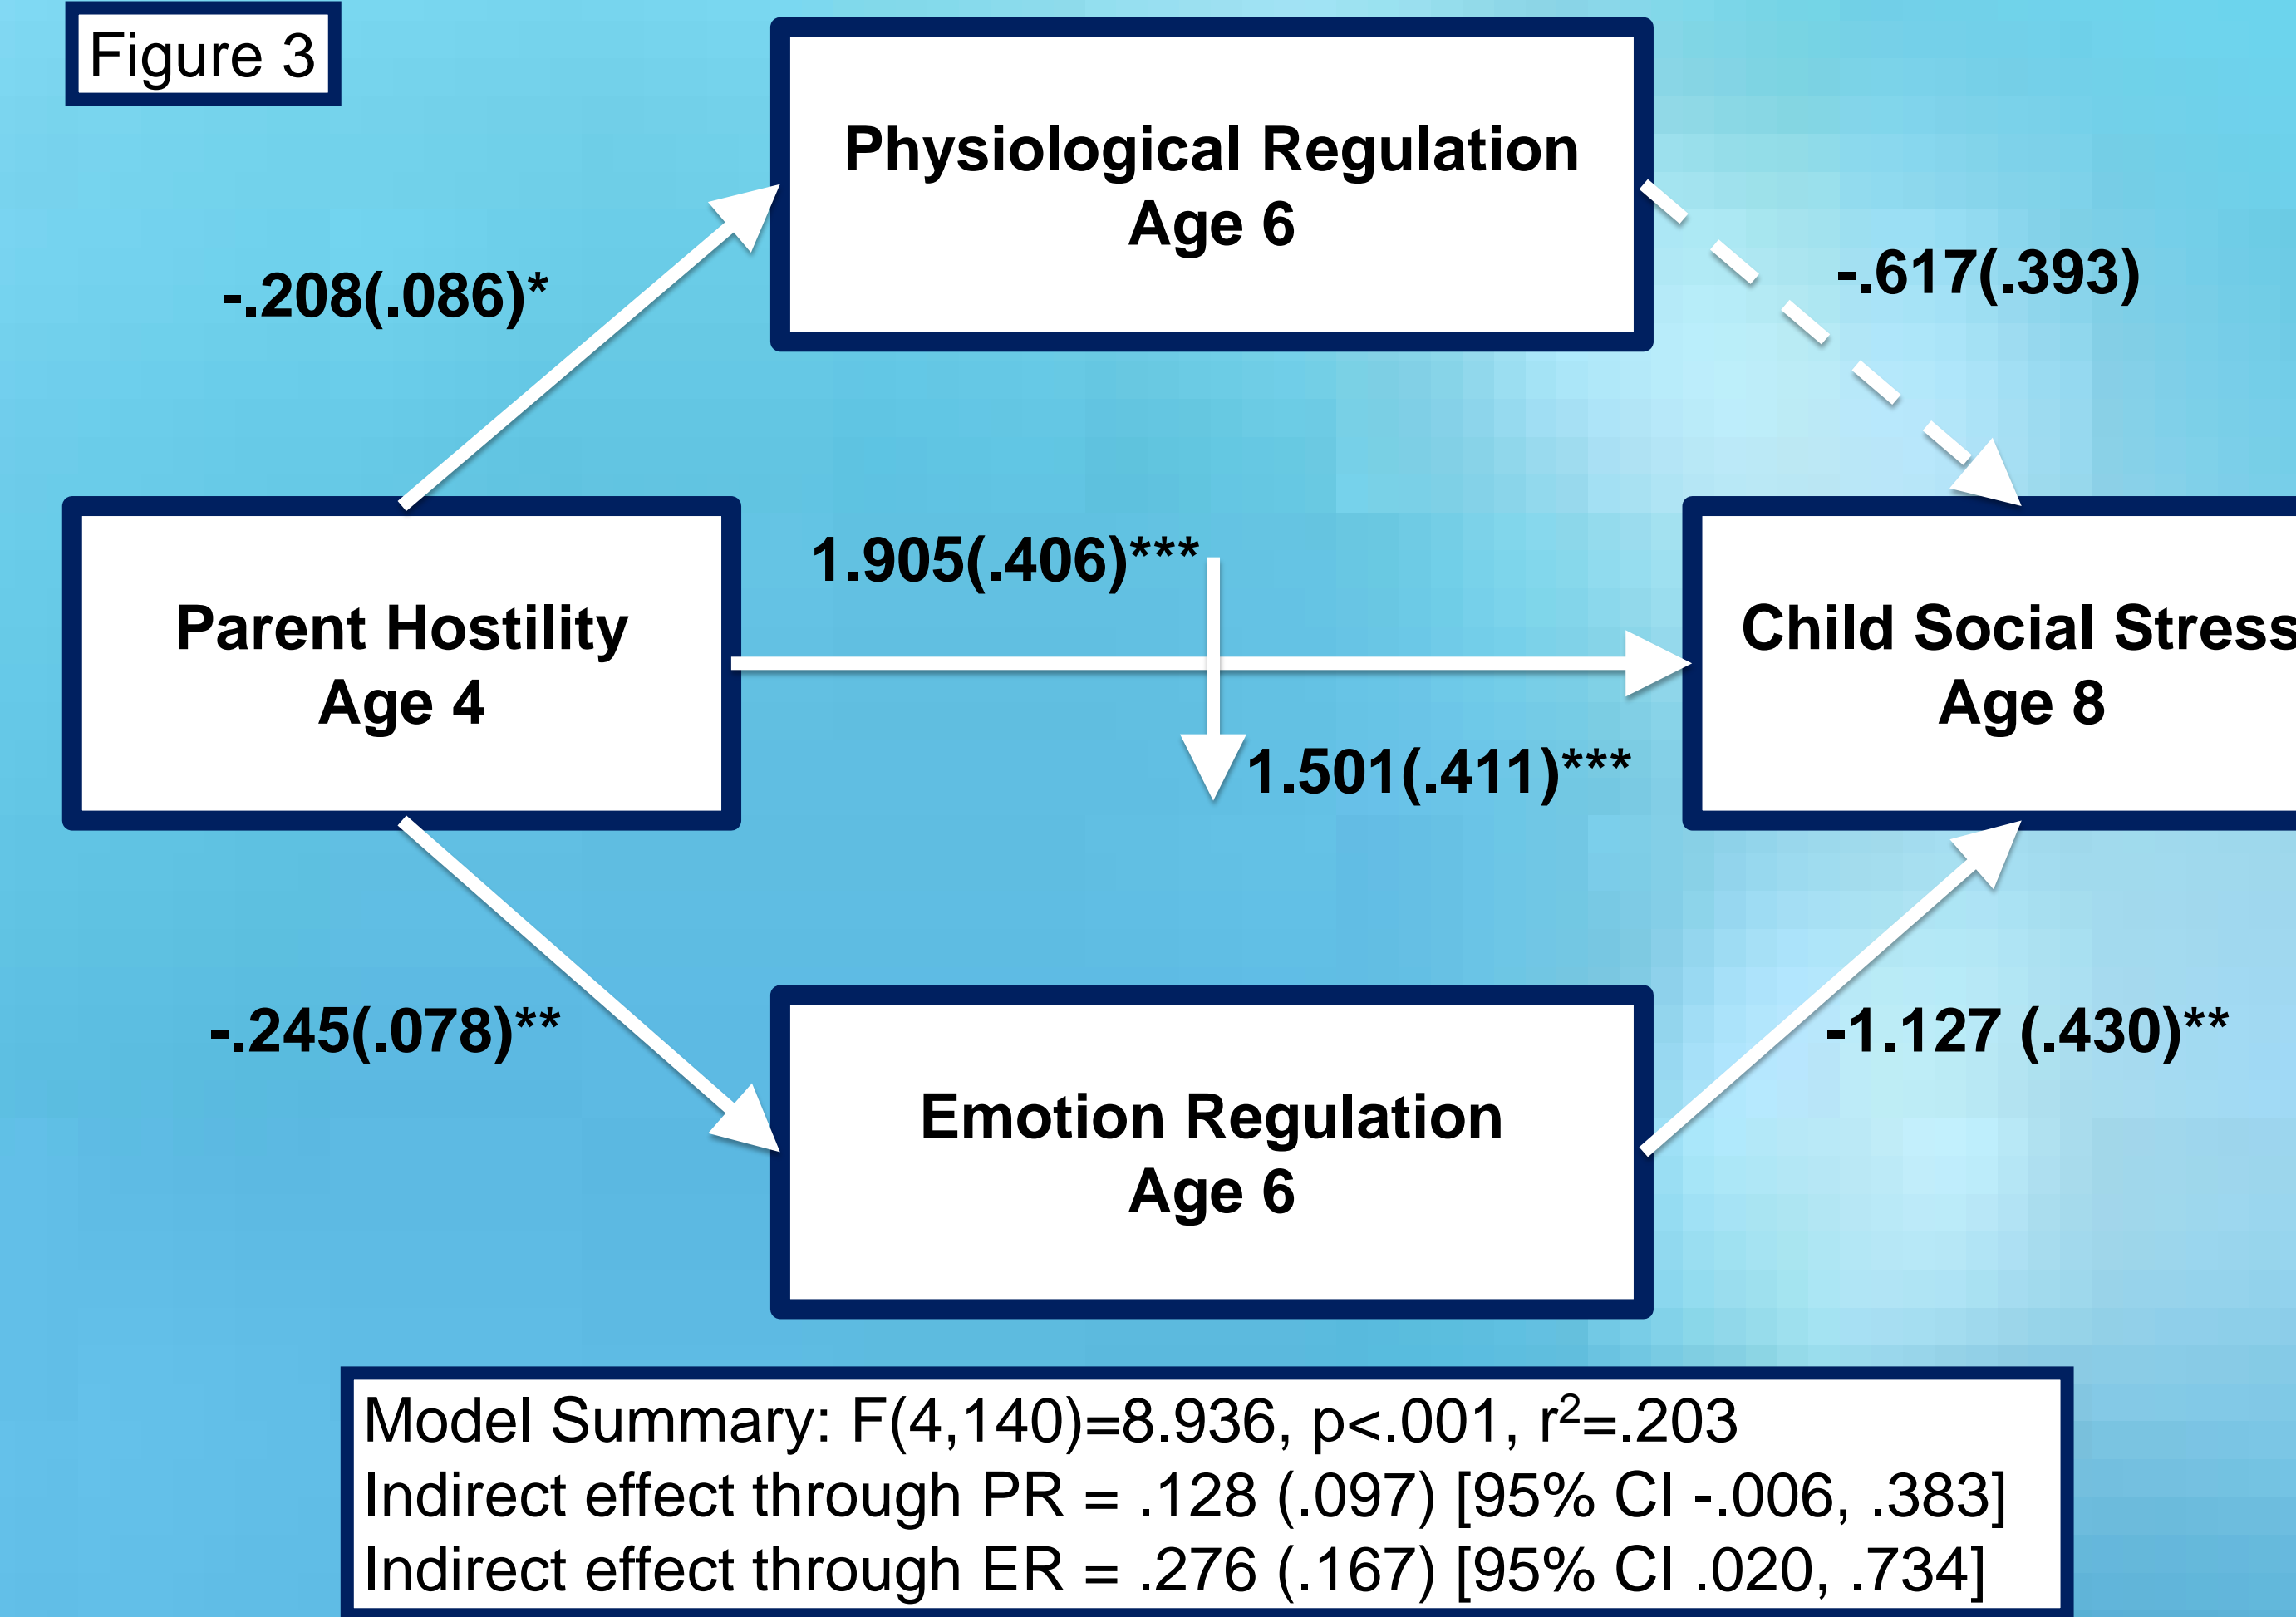 Figure 3
Physiological Regulation
Age 6
-.208(.086)*
-.617(.393)
1.905(.406)***
Parent Hostility
Age 4
Child Social Stress
Age 8
1.501(.411)***
-.245(.078)**
-1.127 (.430)**
Emotion Regulation
Age 6
Model Summary: F(4,140)=8.936, p<.001, r²=.203
Indirect effect through PR = .128 (.097) [95% CI -.006, .383]
Indirect effect through ER = .276 (.167) [95% CI .020, .734]